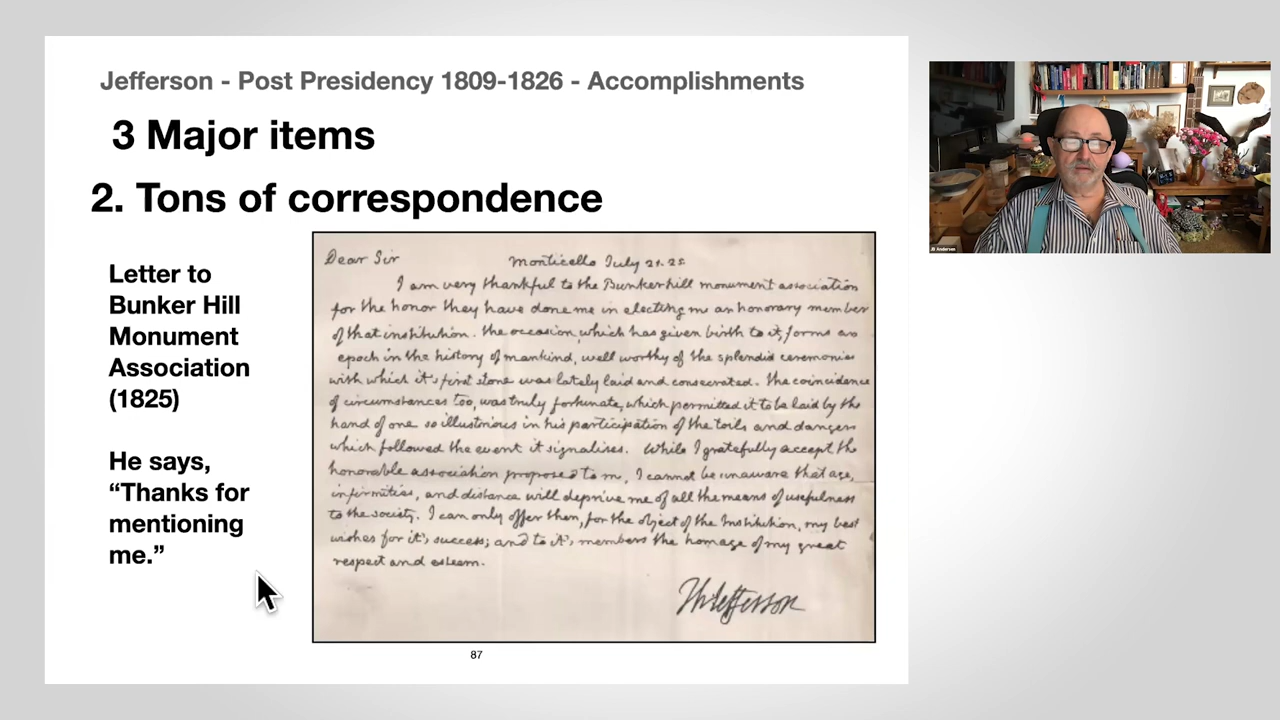 Jefferson - Post Presidency 1809-1826 - Accomplishments
3 Major items
2. Tons of correspondence
Letter to
Bunker Hill
Monument
Association
(1825)
He says,
“Thanks for
mentioning
me.”
Dear Sir
Monticello July 21. 25
I am very thankful to the Bunkerhill monument association
for the honor they have done me in electing me an honorary member
of that institution. the occasion, which has given birth to it, forms an
epoch in the history of mankind, well worthy of the splendid ceremonies
with which it's first stone was lately laid and consecrated. the coincidence
of circumstances too, was truly fortunate, which permitted it to be laid by the
hand of one so illustrious in his participation of the toils and dangers
which followed the event it signalises. While I gratefully accept the
honorable association proposed to me, I cannot be unaware that age,
infirmities, and distance will deprive me of all the means of usefulness
to the society. I can only offer then, for the object of the Institution, my best
wishes for it's success; and to it's members the homage of my great
respect and esteem.
Th Jefferson
87
JB Andersen